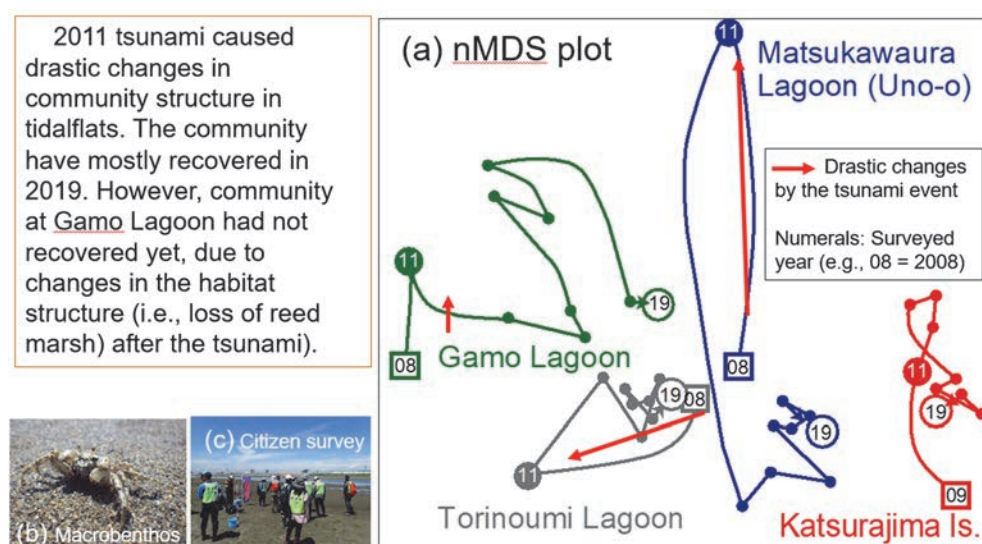 2011 tsunami caused
drastic changes in
community structure in
tidalflats. The community
have mostly recovered in
2019. However, community
at Gamo Lagoon had not
recovered yet, due to
changes in the habitat
structure (i.e., loss of reed
marsh) after the tsunami).
(b) Macrobenthos
(c) Citizen survey
(a) nMDS plot
11
Matsukawaura
Lagoon (Uno-o)
Drastic changes
by the tsunami event
Numerals: Surveyed
year (e.g., 08 = 2008)
11
19
08
Gamo Lagoon
08
11
19
08
11
19
19
Torinoumi Lagoon
09
Katsurajima Is.